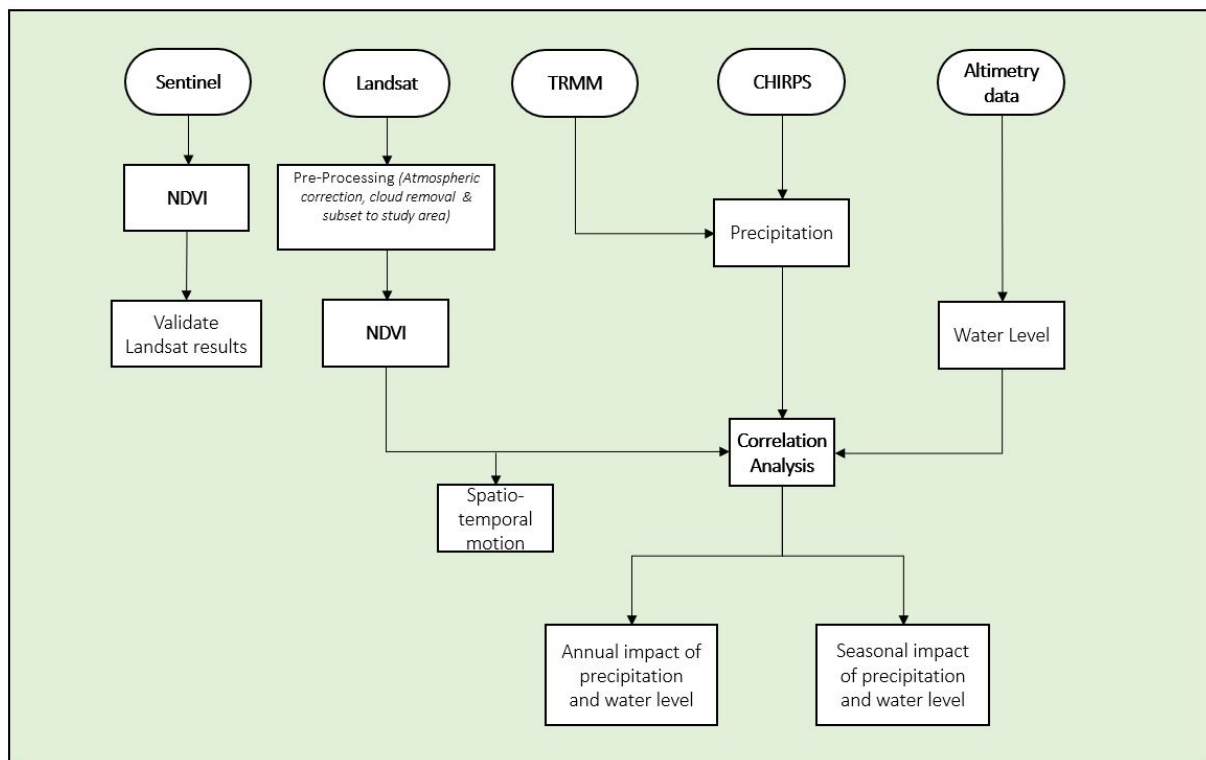 Sentinel
Landsat
TRMM
CHIRPS
Altimetry
data
NDVI
Pre-Processing (Atmospheric
correction, cloud removal &
subset to study area)
Precipitation
Validate
Landsat results
NDVI
Water Level
Correlation
Analysis
Spatio-
temporal
motion
Annual impact of
precipitation
and water level
Seasonal impact
of precipitation
and water level